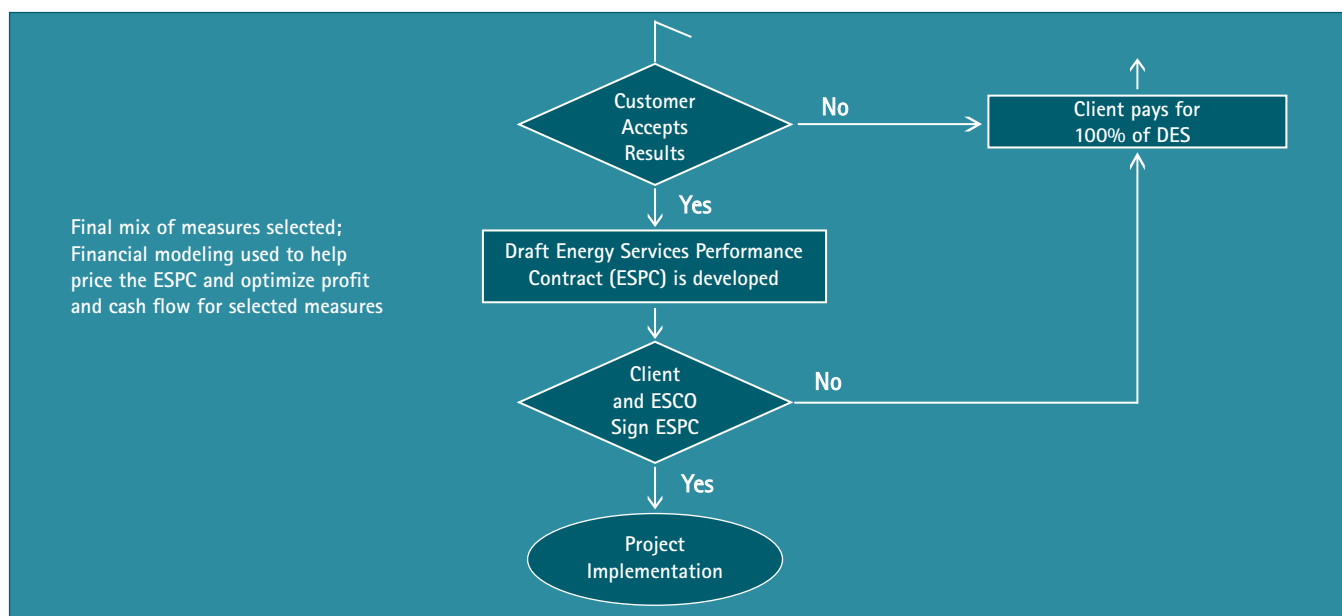 Customer
Accepts
Results
No
Client pays for
100% of DES
Yes
Final mix of measures selected;
Financial modeling used to help
price the ESPC and optimize profit
and cash flow for selected measures
Draft Energy Services Performance
Contract (ESPC) is developed
Client
and ESCO
Sign ESPC
No
Yes
Project
Implementation